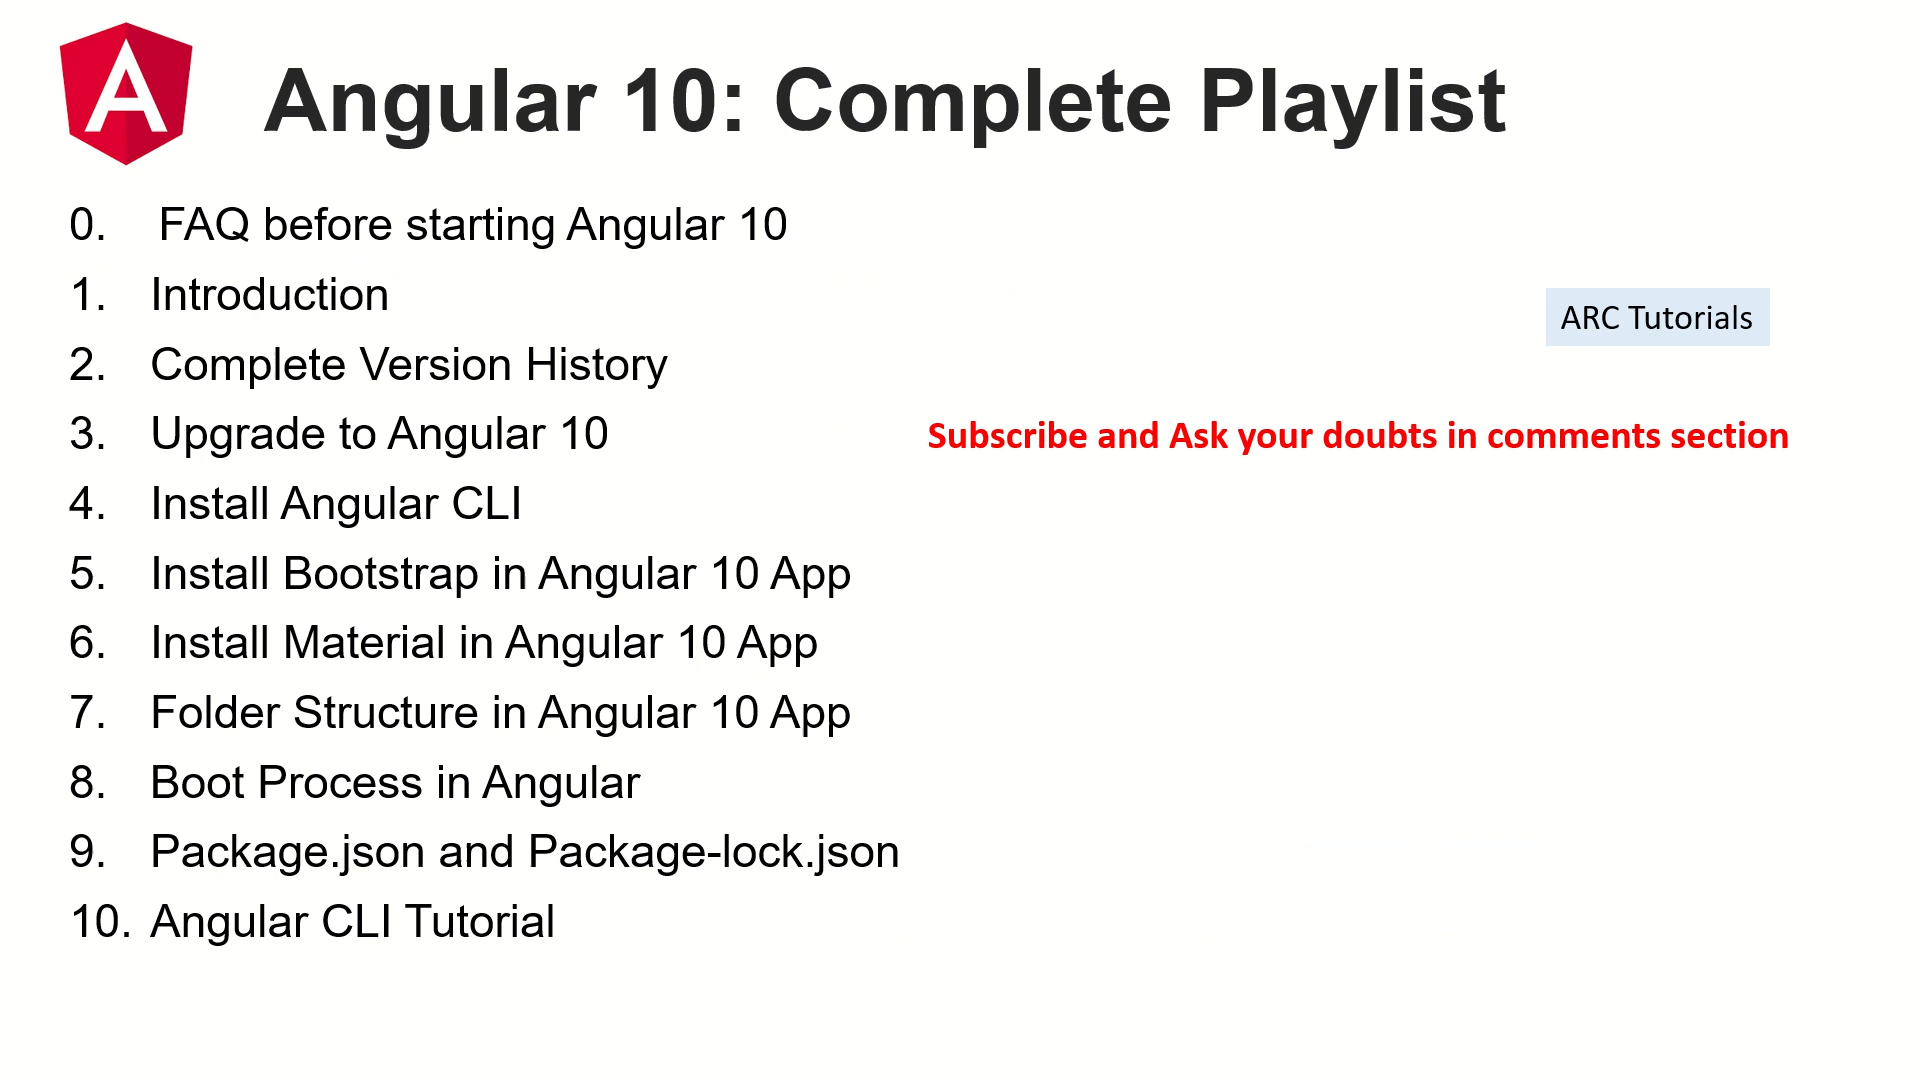 Angular 10: Complete Playlist
0. FAQ before starting Angular 10
1. Introduction
2. Complete Version History
3. Upgrade to Angular 10
4. Install Angular CLI
5. Install Bootstrap in Angular 10 App
6. Install Material in Angular 10 App
7. Folder Structure in Angular 10 App
8. Boot Process in Angular
9. Package.json and Package-lock.json
10. Angular CLI Tutorial
ARC Tutorials
Subscribe and Ask your doubts in comments section